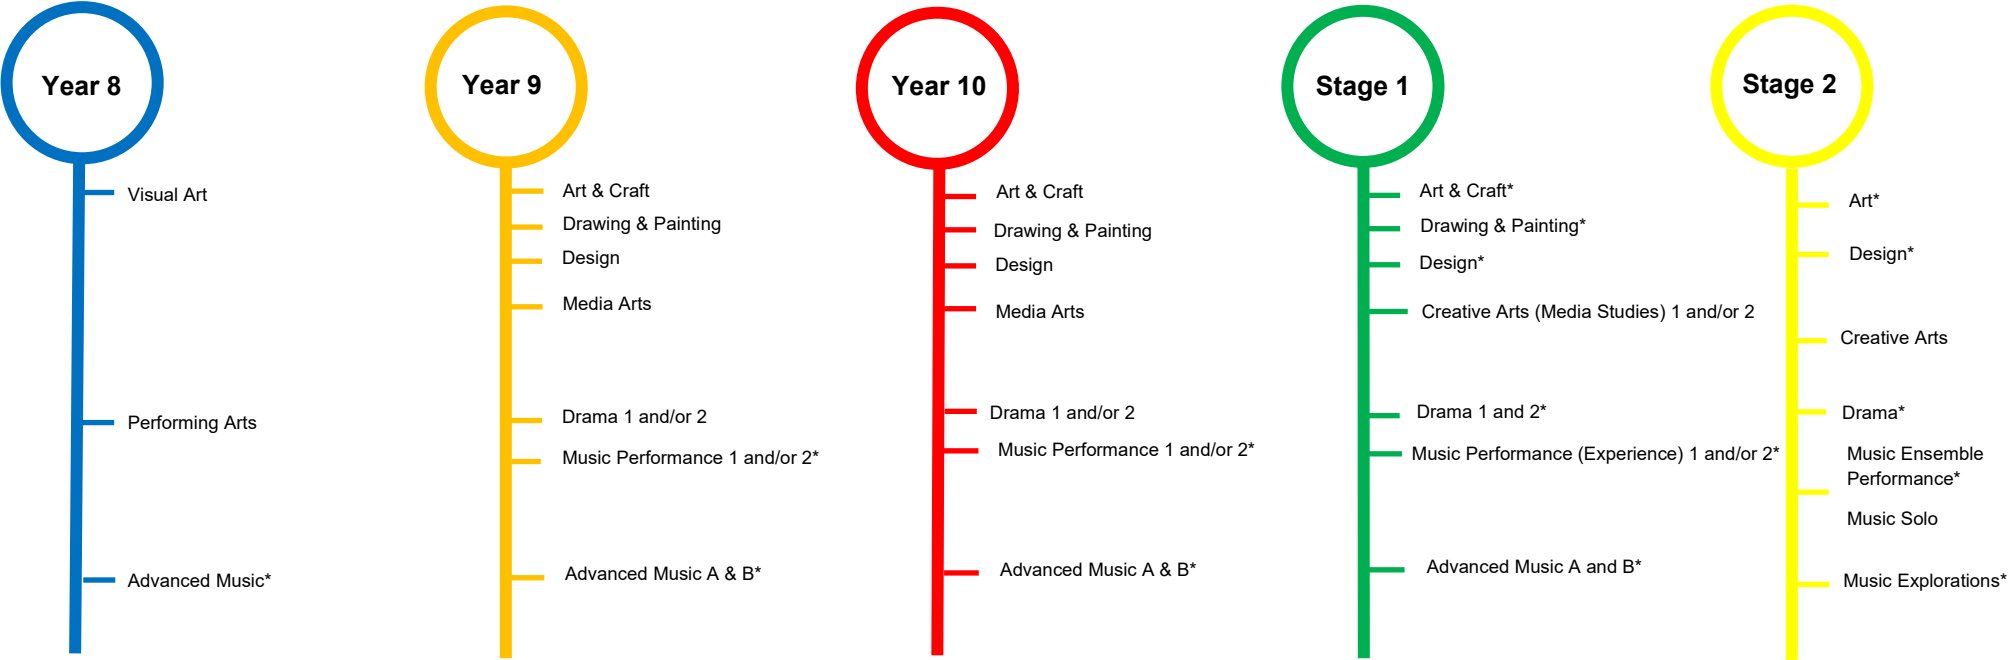 Year 8
Visual Art
Performing Arts
Advanced Music*
Year 9
Art & Craft
Drawing & Painting
Design
Media Arts
Drama 1 and/or 2
Music Performance 1 and/or 2*
Advanced Music A & B*
Year 10
Art & Craft
Drawing & Painting
Design
Media Arts
Drama 1 and/or 2
Music Performance 1 and/or 2*
Advanced Music A & B*
Stage 1
Art & Craft*
Drawing & Painting*
Design*
Creative Arts (Media Studies) 1 and/or 2
Drama 1 and 2*
Music Performance (Experience) 1 and/or 2*
Advanced Music A and B*
Stage 2
Art*
Design*
Creative Arts
Drama*
Music Ensemble
Performance*
Music Solo
Music Explorations*